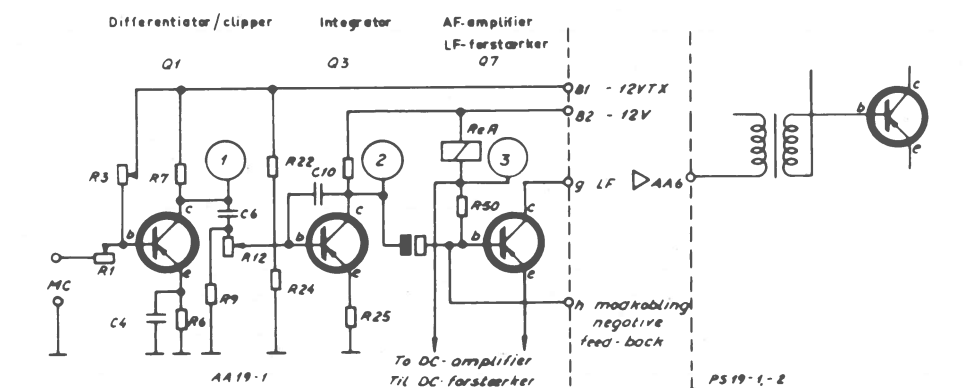 Differentiator/clipper Integrator AF-amplifier
LF-forstærker
Q1 Q3 Q7
B1 - 12VTX
B2 - 12V
ReA
R3 R7 1 R22 C10 2 3
g LF AA6
c C6 c R50 c b c e
b R12 b b
R1
e e e
MC R9 R24 h modkobling
C4 R6 R25 negative
feed-back
To DC-amplifier
Til DC-forstærker
AA19-1 PS19-1,-2